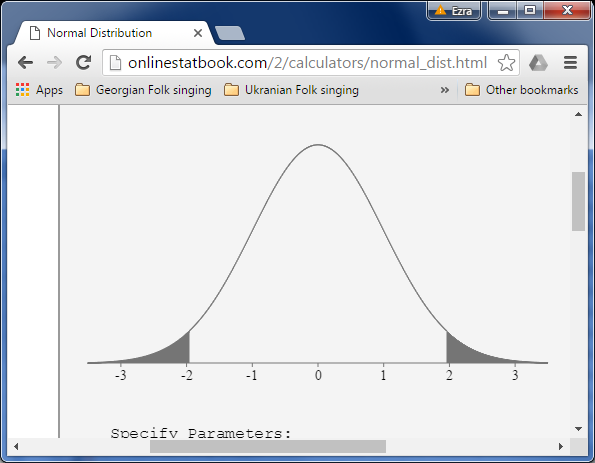 Ezra
Normal Distribution
onlinestatbook.com/2/calculators/normal_dist.html
Apps Georgian Folk singing Ukranian Folk singing » Other bookmarks
-3 -2 -1 0 1 2 3
Specify Parameters: